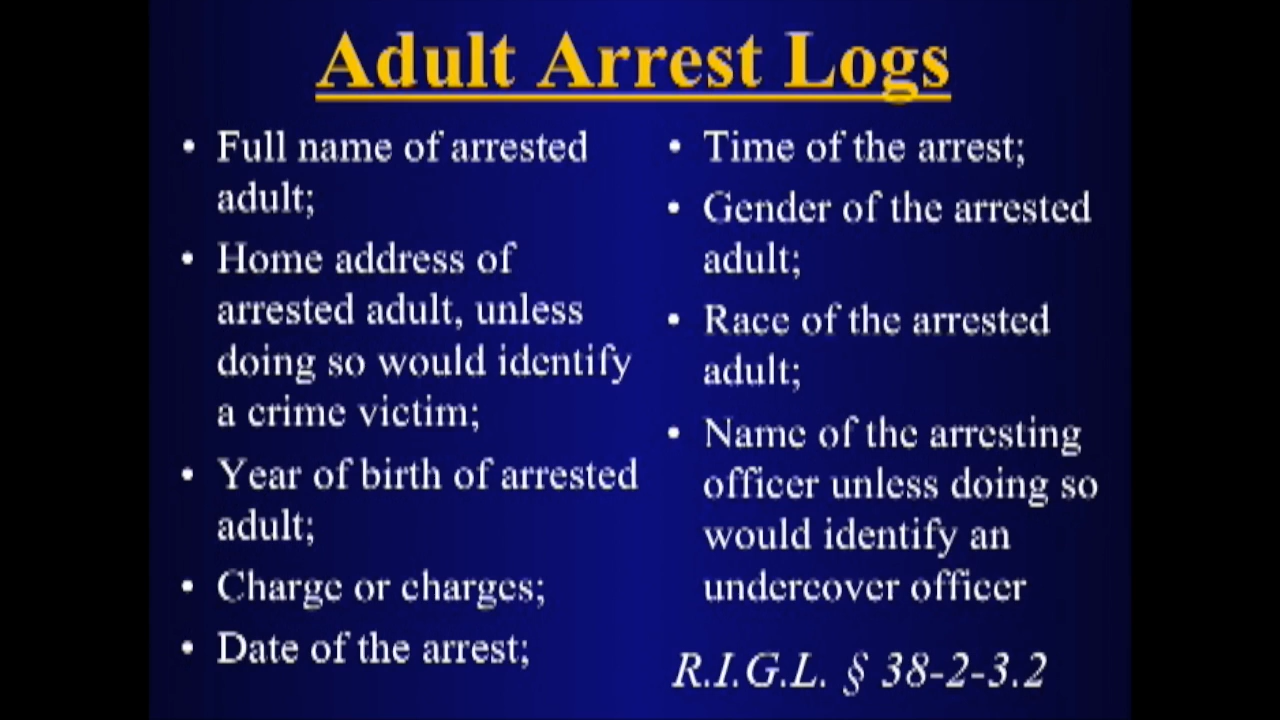 Adult Arrest Logs
• Full name of arrested
adult;
• Home address of
arrested adult, unless
doing so would identify
a crime victim;
• Year of birth of arrested
adult;
• Charge or charges;
• Date of the arrest;
• Time of the arrest;
• Gender of the arrested
adult;
• Race of the arrested
adult;
• Name of the arresting
officer unless doing so
would identify an
undercover officer
R.I.G.L. § 38-2-3.2